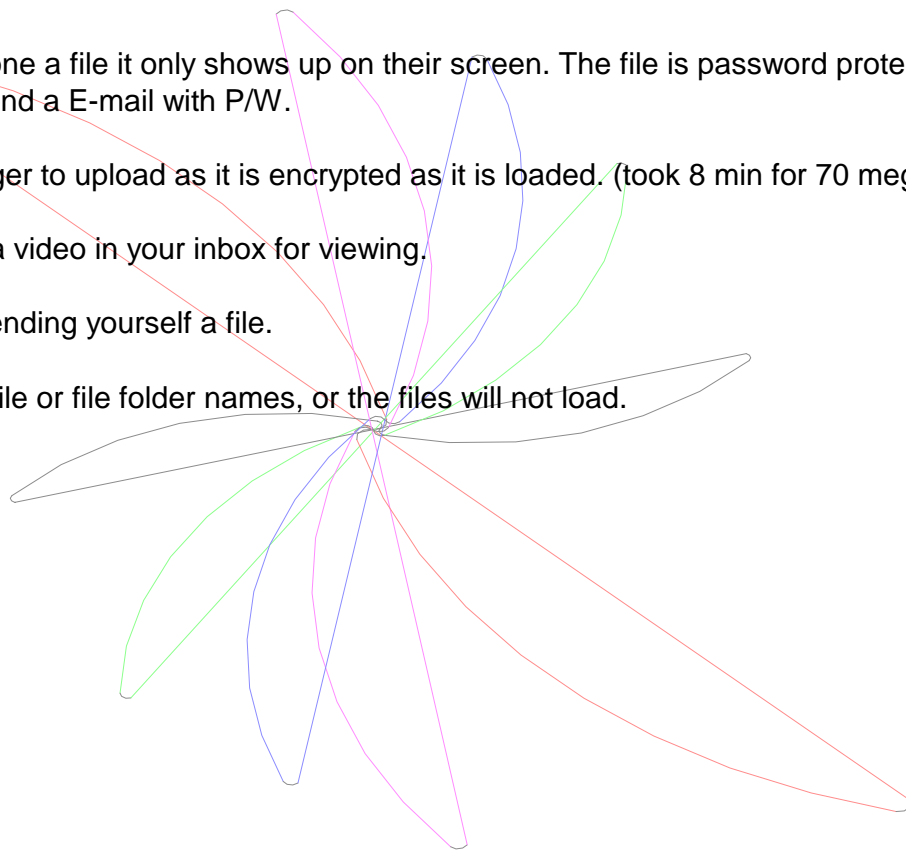 one a file it only shows up on their screen. The file is password prote
nd a E-mail with P/W.
ger to upload as it is encrypted as it is loaded. (took 8 min for 70 meg
a video in your inbox for viewing.
ending yourself a file.
ile or file folder names, or the files will not load.